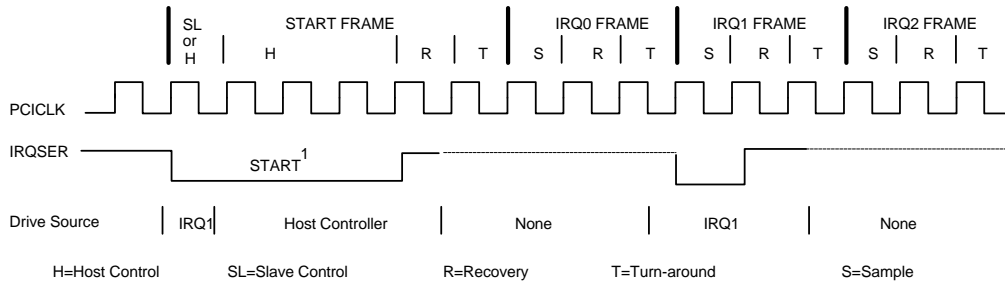 SL or H START FRAME IRQ0 FRAME IRQ1 FRAME IRQ2 FRAME
H R T S R T S R T S R T
PCICLK
IRQSER START1
Drive Source IRQ1 Host Controller None IRQ1 None
H=Host Control SL=Slave Control R=Recovery T=Turn-around S=Sample